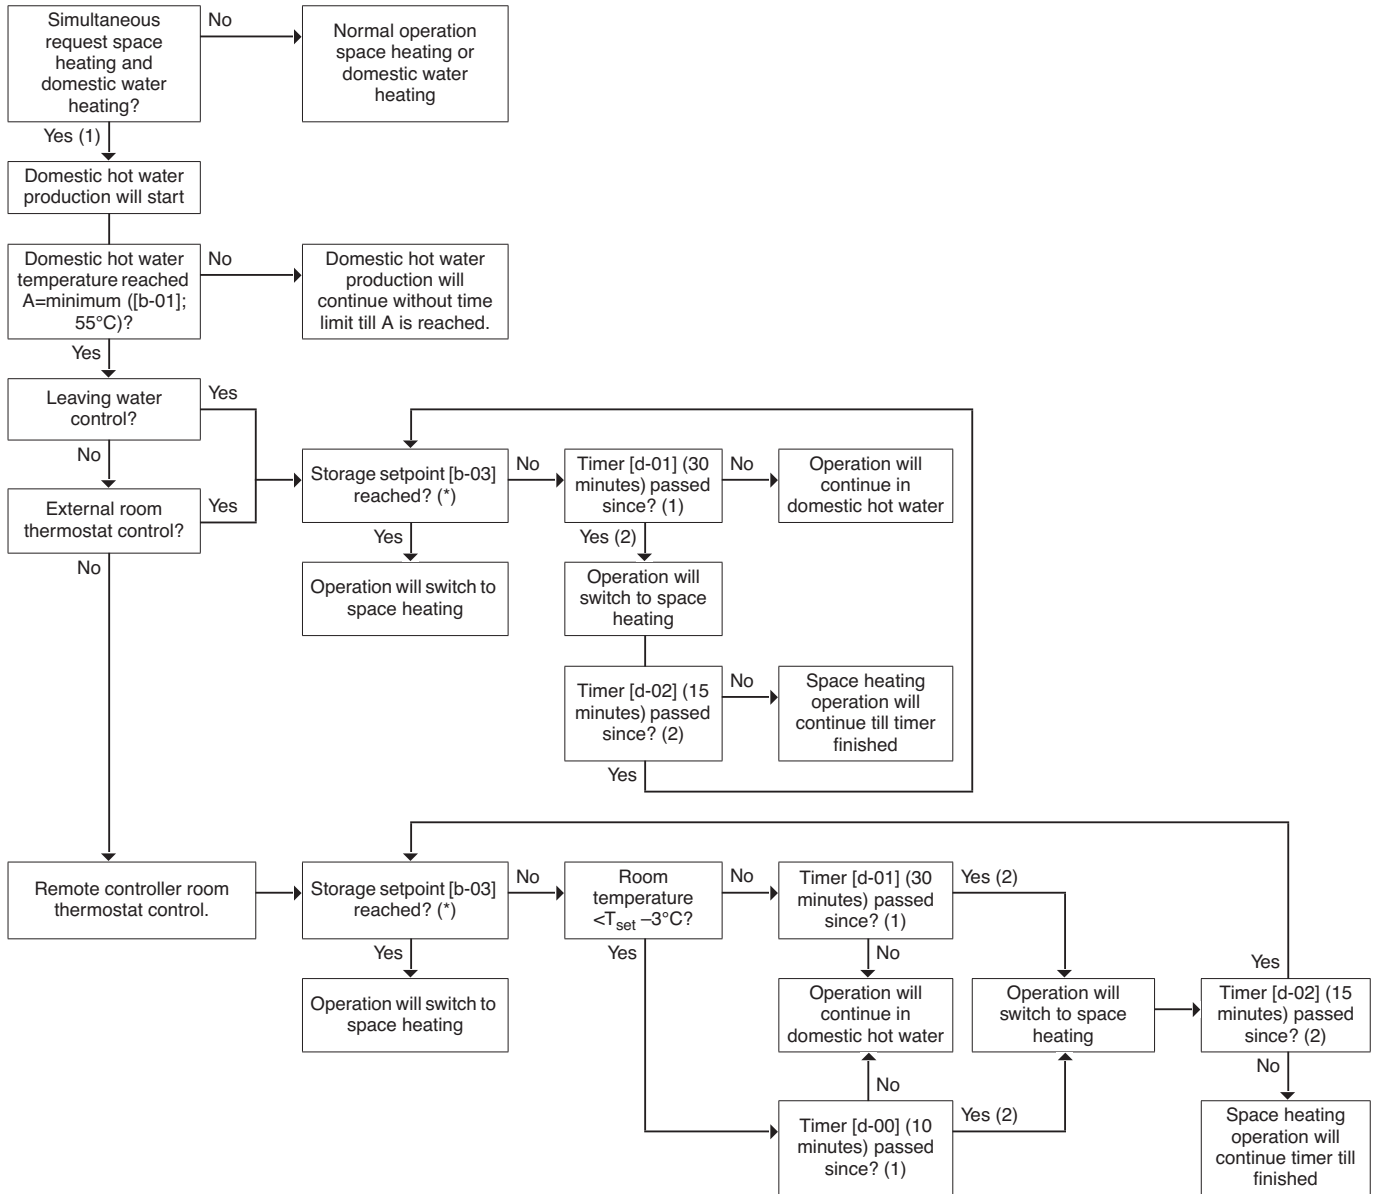 Simultaneous
request space
heating and
domestic water
heating?
No
Normal operation
space heating or
domestic water
heating
Yes (1)
Domestic hot water
production will start
Domestic hot water
temperature reached
A=minimum ([b-01];
55°C)?
No
Domestic hot water
production will
continue without time
limit till A is reached.
Yes
Leaving water
control?
Yes
No
External room
thermostat control?
Yes
No
Storage setpoint [b-03]
reached? (*)
No
Timer [d-01] (30
minutes) passed
since? (1)
No
Operation will
continue in
domestic hot water
Yes
Operation will switch to
space heating
Yes (2)
Operation will
switch to space
heating
Timer [d-02] (15
minutes) passed
since? (2)
No
Space heating
operation will
continue till timer
finished
Yes
Remote controller room
thermostat control.
Storage setpoint [b-03]
reached? (*)
No
Room
temperature
<Tset –3°C?
No
Timer [d-01] (30
minutes) passed
since? (1)
Yes (2)
Yes
Operation will switch to
space heating
Yes
No
Operation will
continue in
domestic hot water
Operation will
switch to space
heating
Yes
Timer [d-02] (15
minutes) passed
since? (2)
No
No
Timer [d-00] (10
minutes) passed
since? (1)
Yes (2)
Space heating
operation will
continue timer till
finished